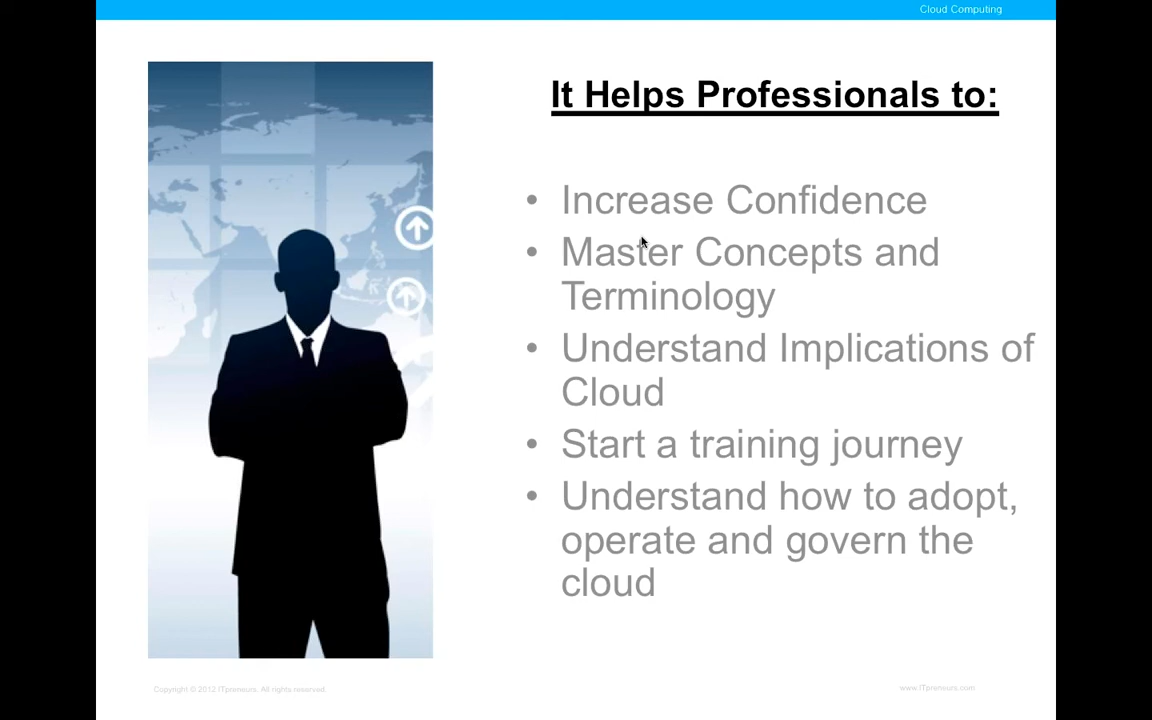 Cloud Computing
It Helps Professionals to:
• Increase Confidence
• Master Concepts and
Terminology
• Understand Implications of
Cloud
• Start a training journey
• Understand how to adopt,
operate and govern the
cloud
Copyright © 2012 ITpreneurs. All rights reserved.
www.ITpreneurs.com